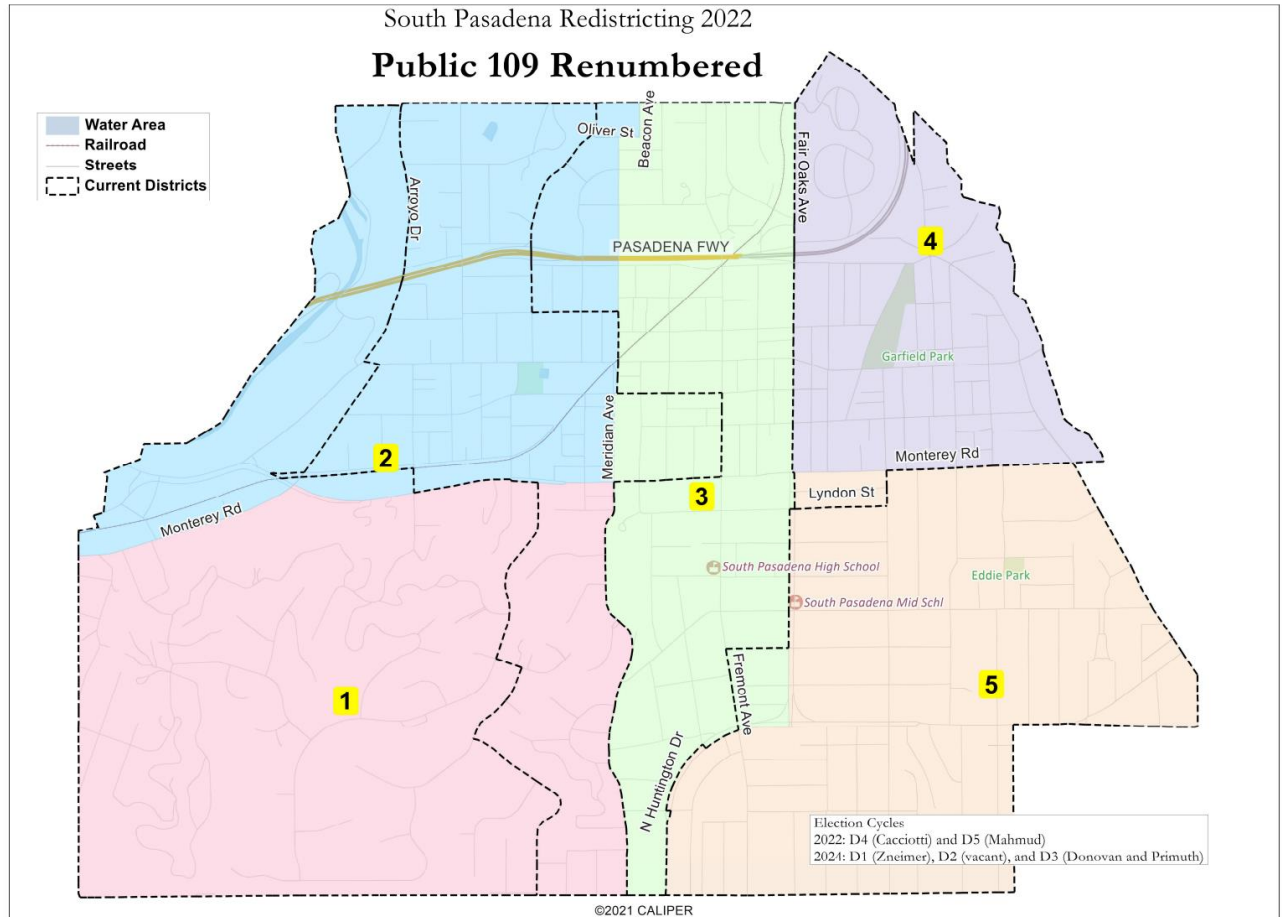 South Pasadena Redistricting 2022
Public 109 Renumbered
Water Area
Railroad
Streets
Current Districts
Oliver St
Beacon Ave
Fair Oaks Ave
Arroyo Dr
PASADENA FWY
4
Garfield Park
Meridian Ave
2
Monterey Rd
3
Lyndon St
Monterey Rd
South Pasadena High School
Eddie Park
South Pasadena Mid Schl
1
Fremont Ave
5
N Huntington Dr
Election Cycles
2022: D4 (Cacciotti) and D5 (Mahmud)
2024: D1 (Zneimer), D2 (vacant), and D3 (Donovan and Primuth)
©2021 CALIPER